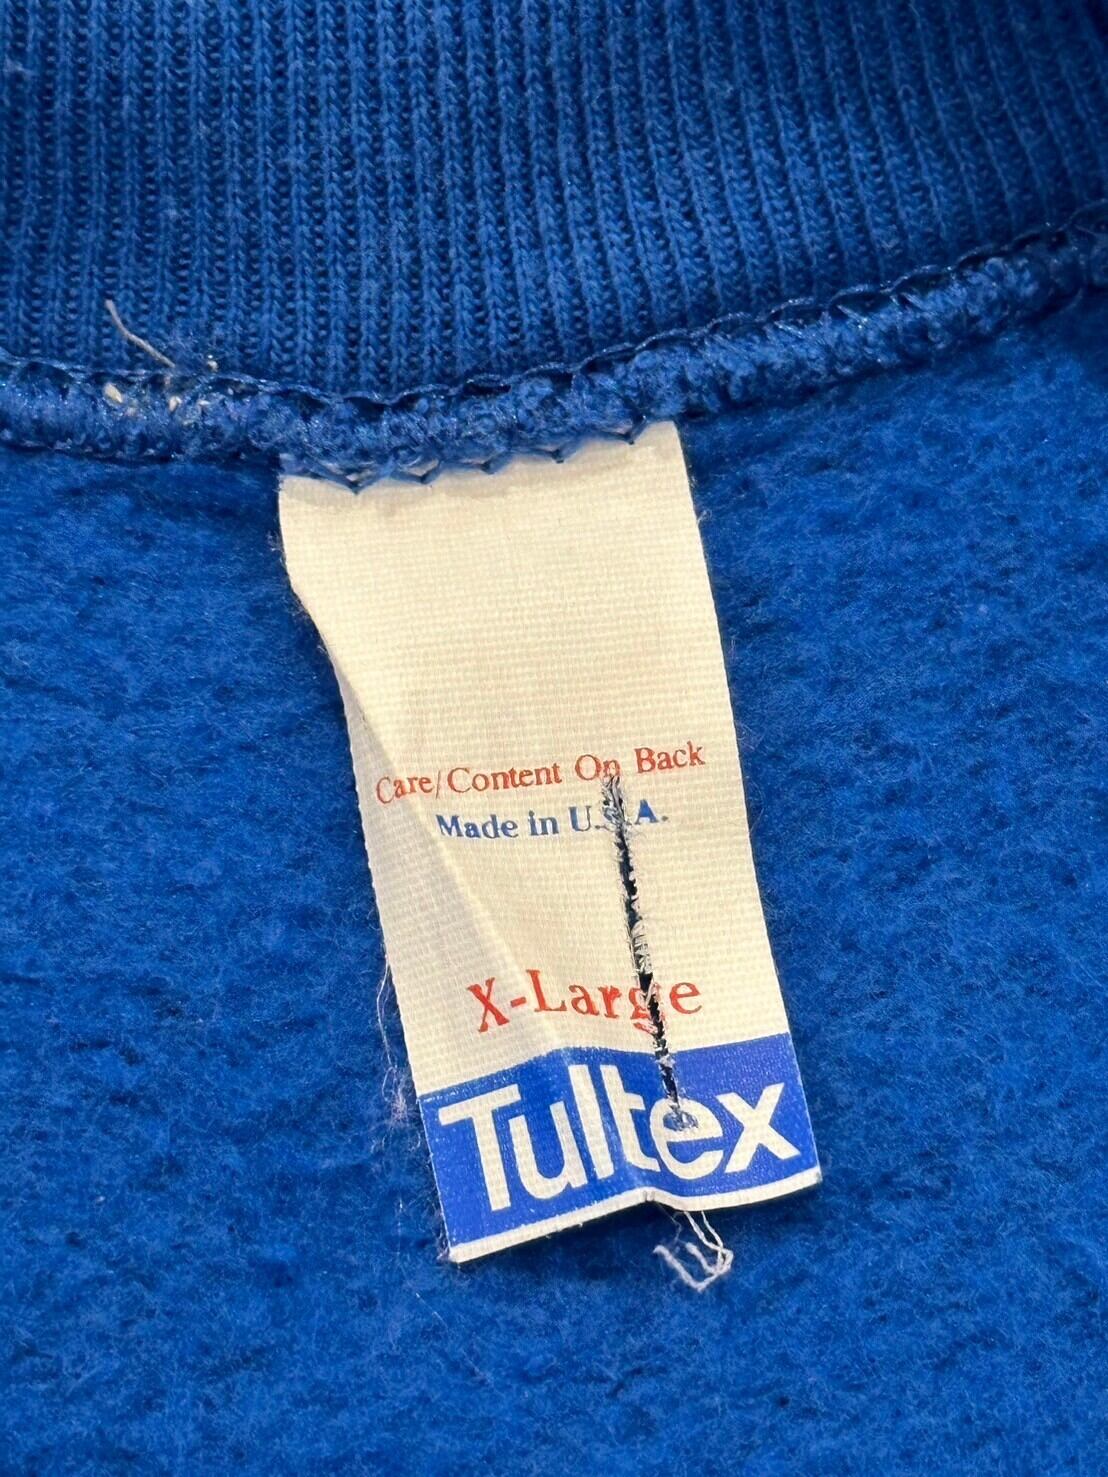 Care/Content On Back
Made in U.S.A.
X-Large
Tultex